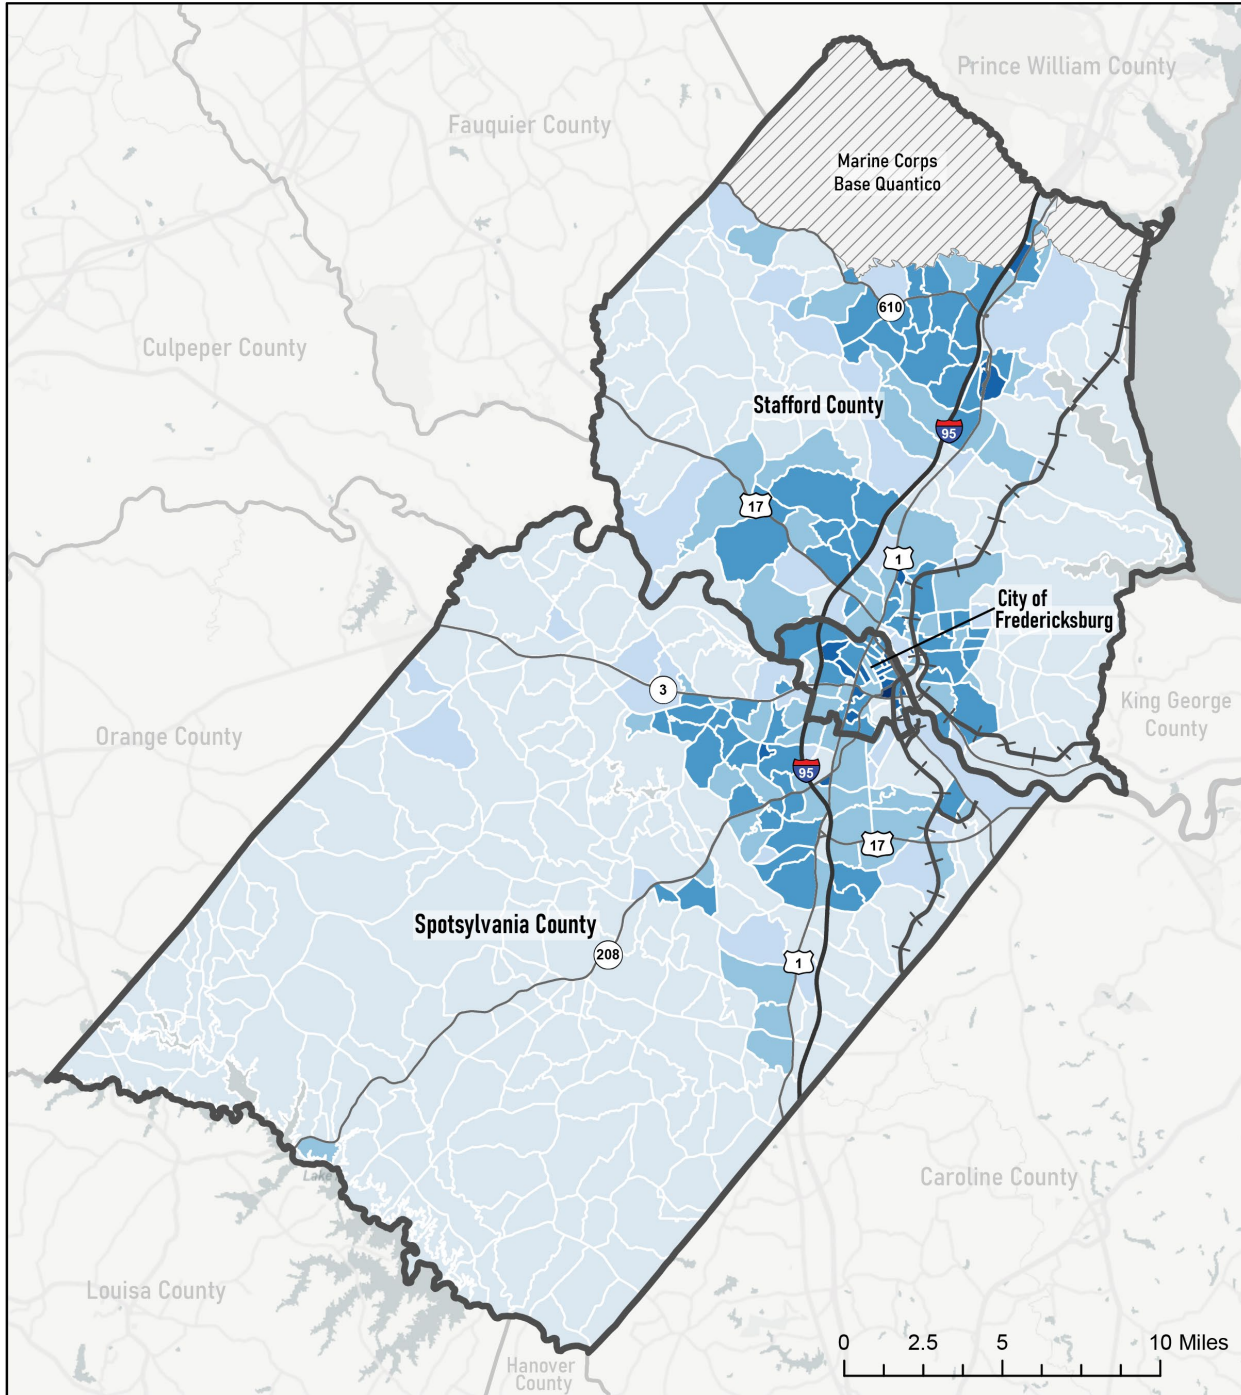 Prince William County
Fauquier County
Marine Corps
Base Quantico
610
Culpeper County
Stafford County
95
17
1
City of
Fredericksburg
3
King George
County
Orange County
95
17
Spotsylvania County
208
1
Caroline County
Lake
Louisa County
0 2.5 5 10 Miles
Hanover
County